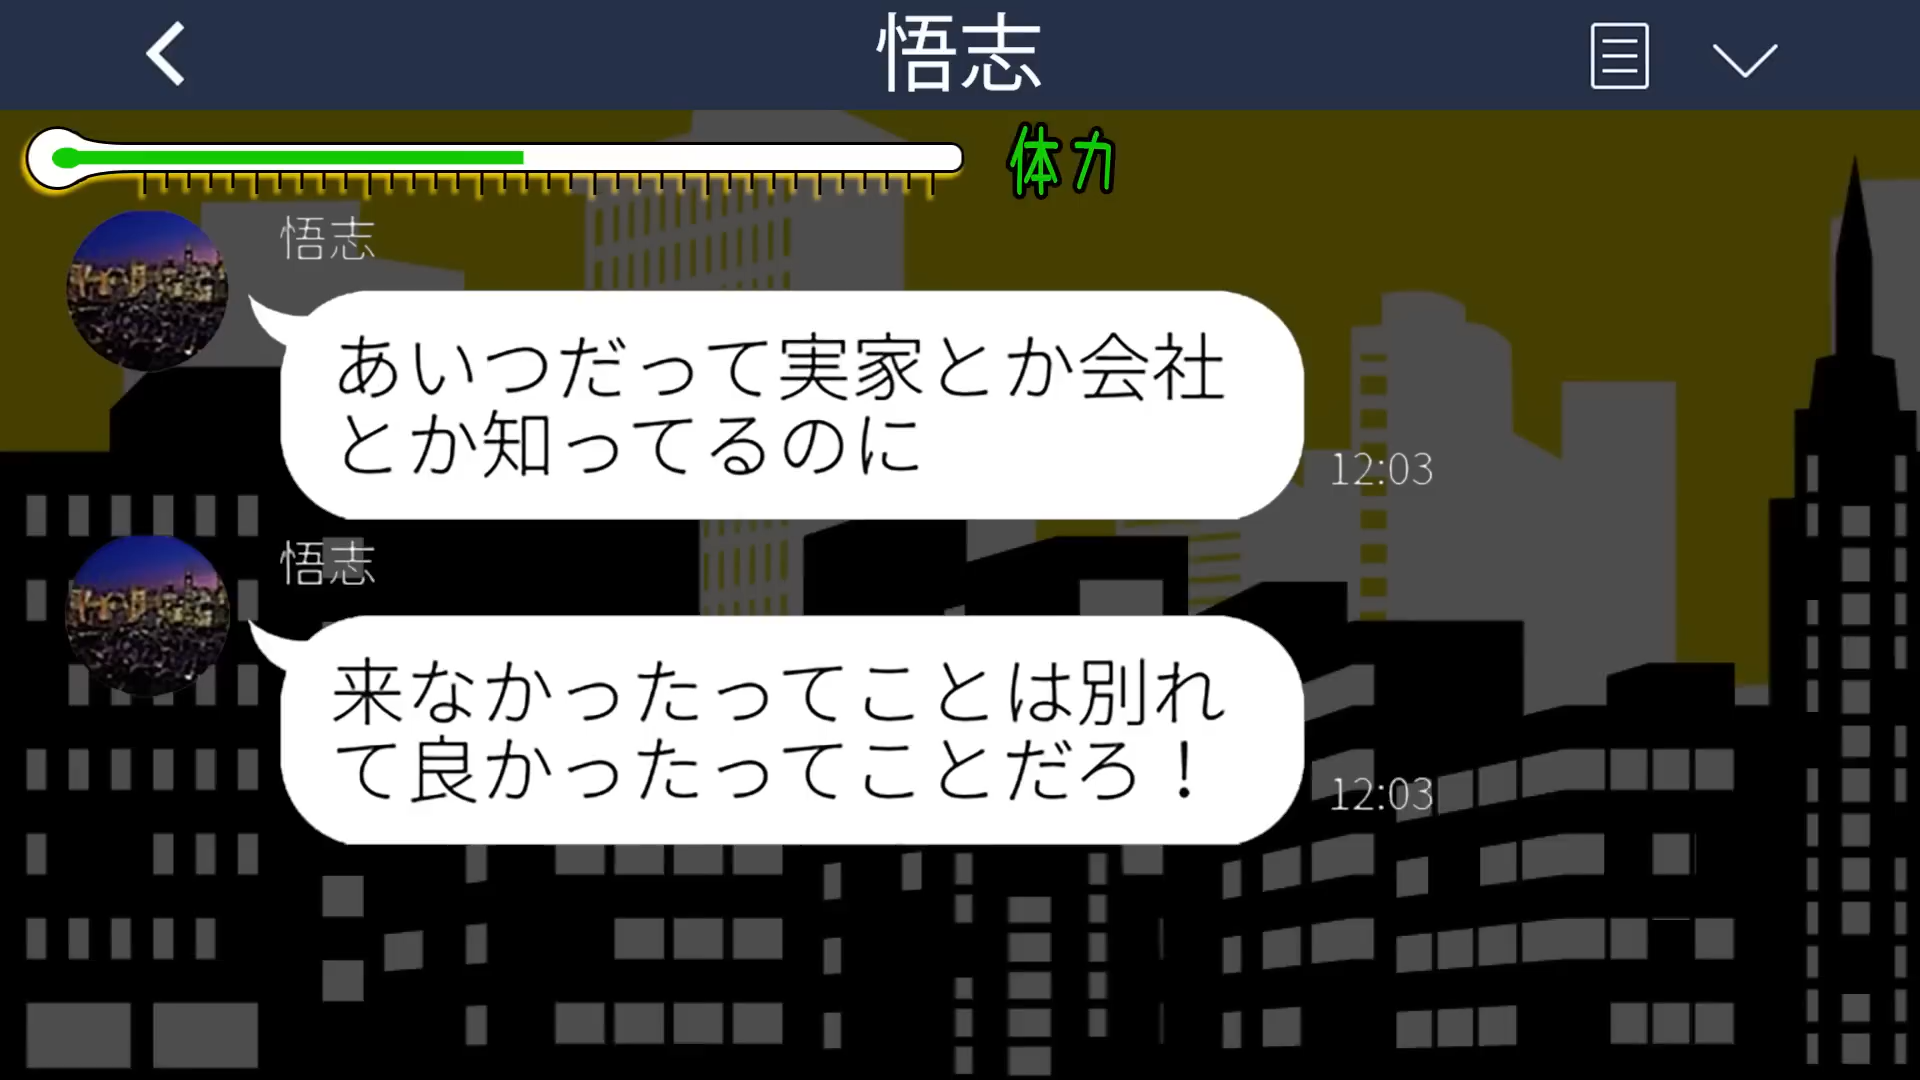 悟志
体力
悟志
あいつだって実家とか会社
とか知ってるのに
12:03
悟志
来なかったってことは別れ
て良かったってことだろ！
12:03